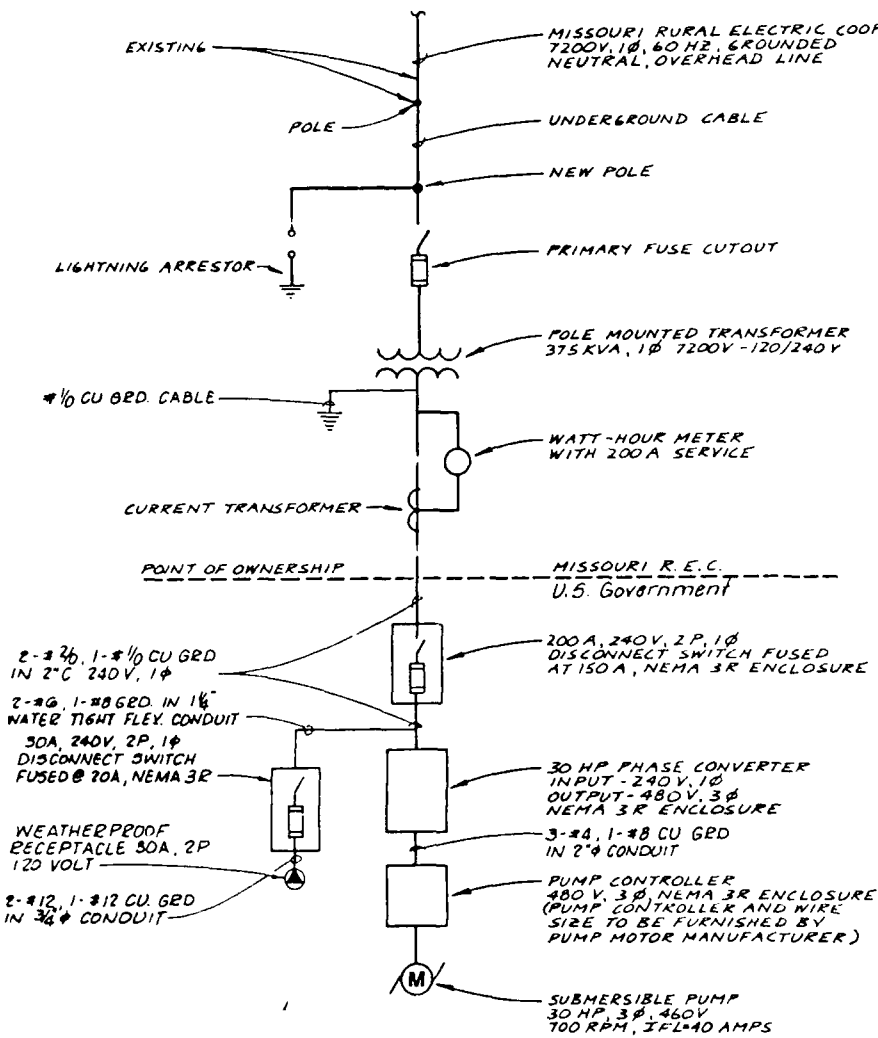 EXISTING
MISSOURI RURAL ELECTRIC COOP
7200V, 1Ø, 60 HZ, GROUNDED
NEUTRAL, OVERHEAD LINE
POLE
UNDERGROUND CABLE
NEW POLE
LIGHTNING ARRESTOR
PRIMARY FUSE CUTOUT
POLE MOUNTED TRANSFORMER
375 KVA, 1Ø 7200V - 120/240V
#1/0 CU GRD. CABLE
WATT-HOUR METER
WITH 200A SERVICE
CURRENT TRANSFORMER
POINT OF OWNERSHIP
MISSOURI R.E.C.
U.S. Government
2-#2/0, 1-#1/0 CU GRD
IN 2"C 240V, 1Ø
200A, 240V, 2P, 1Ø
DISCONNECT SWITCH FUSED
AT 150A, NEMA 3R ENCLOSURE
2-#6, 1-#8 GRD. IN 1¼"
WATER TIGHT FLEX. CONDUIT
30A, 240V, 2P, 1Ø
DISCONNECT SWITCH
FUSED @ 20A, NEMA 3R
30 HP PHASE CONVERTER
INPUT - 240V, 1Ø
OUTPUT - 480V, 3Ø
NEMA 3R ENCLOSURE
WEATHERPROOF
RECEPTACLE 30A, 2P
120 VOLT
3-#4, 1-#8 CU GRD
IN 2"Ø CONDUIT
2-#12, 1-#12 CU. GRD
IN 3/4"Ø CONDUIT
PUMP CONTROLLER
480 V, 3Ø, NEMA 3R ENCLOSURE
(PUMP CONTROLLER AND WIRE
SIZE TO BE FURNISHED BY
PUMP MOTOR MANUFACTURER)
M
SUBMERSIBLE PUMP
30 HP, 3Ø, 460V
700 RPM, IFL=40 AMPS